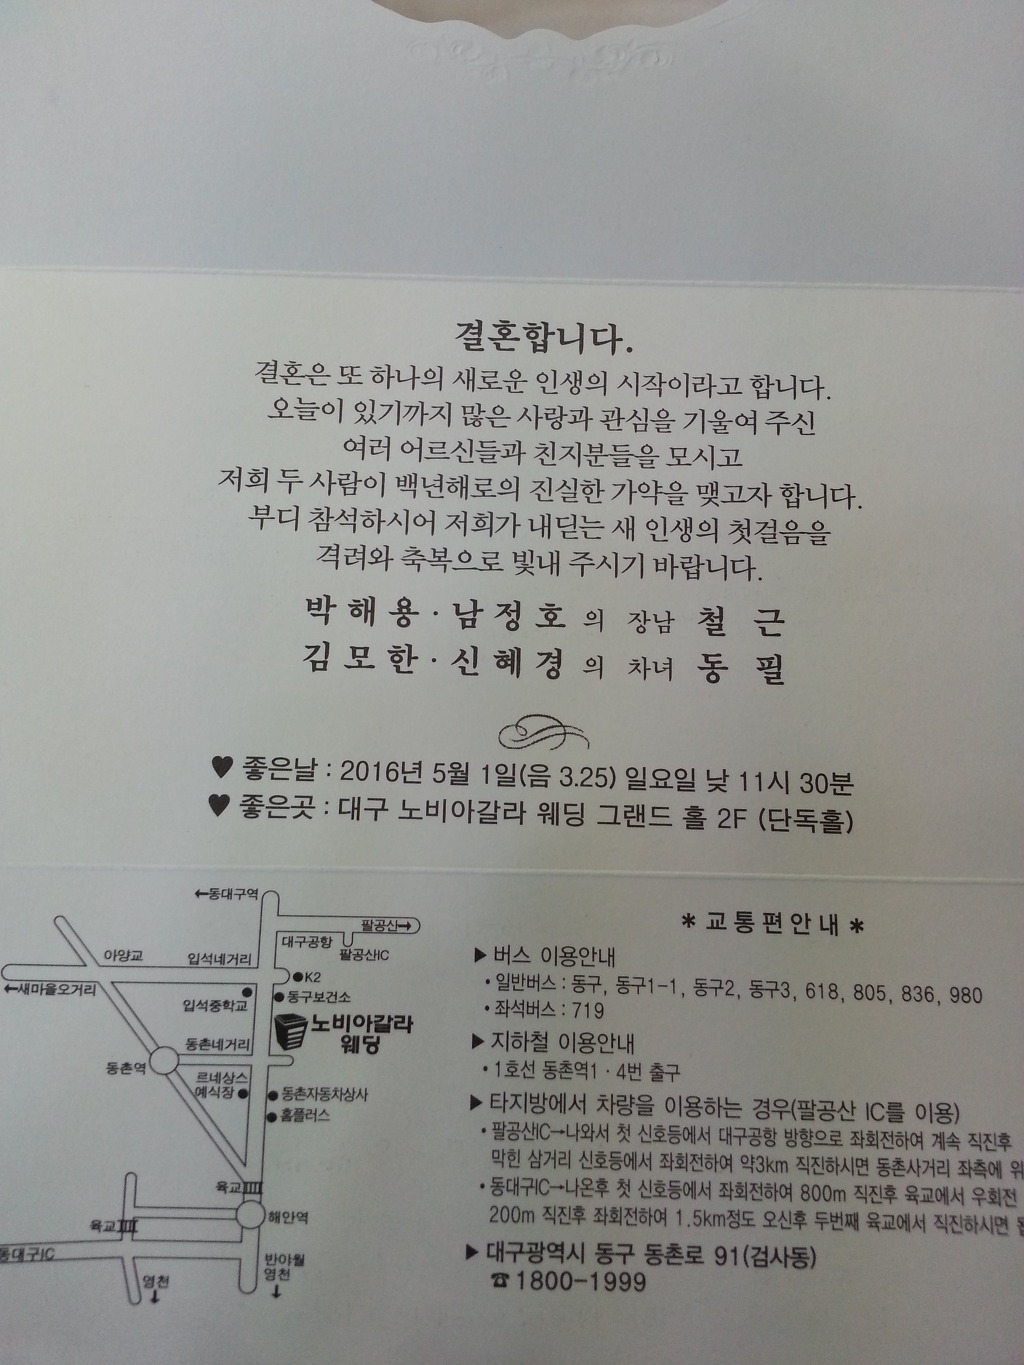 결혼합니다.
결혼은 또 하나의 새로운 인생의 시작이라고 합니다.
오늘이 있기까지 많은 사랑과 관심을 기울여 주신
여러 어르신들과 친지분들을 모시고
저희 두 사람이 백년해로의 진실한 가약을 맺고자 합니다.
부디 참석하시어 저희가 내딛는 새 인생의 첫걸음을
격려와 축복으로 빛내 주시기 바랍니다.
박해용·남정호의 장남 철근
김모한·신혜경의 차녀 동필
♥ 좋은날 : 2016년 5월 1일(음 3.25) 일요일 낮 11시 30분
♥ 좋은곳 : 대구 노비아갈라 웨딩 그랜드 홀 2F (단독홀)
←동대구역
팔공산→
대구공항
팔공산IC
아양교
입석네거리
K2
←새마을오거리
입석중학교
동구보건소
노비아갈라
웨딩
동촌네거리
동촌역
르네상스
예식장
동촌자동차상사
홈플러스
육교
해안역
육교
동대구IC
반야월
영천
↓
영천
↓
* 교통편안내 *
▶ 버스 이용안내
· 일반버스 : 동구, 동구1-1, 동구2, 동구3, 618, 805, 836, 980
· 좌석버스 : 719
▶ 지하철 이용안내
· 1호선 동촌역1 · 4번 출구
▶ 타지방에서 차량을 이용하는 경우(팔공산 IC를 이용)
· 팔공산IC→나와서 첫 신호등에서 대구공항 방향으로 좌회전하여 계속 직진후
막힌 삼거리 신호등에서 좌회전하여 약3km 직진하시면 동촌사거리 좌측에 위
· 동대구IC→나온후 첫 신호등에서 좌회전하여 800m 직진후 육교에서 우회전
200m 직진후 좌회전하여 1.5km정도 오신후 두번째 육교에서 직진하시면
▶ 대구광역시 동구 동촌로 91(검사동)
☎ 1800-1999